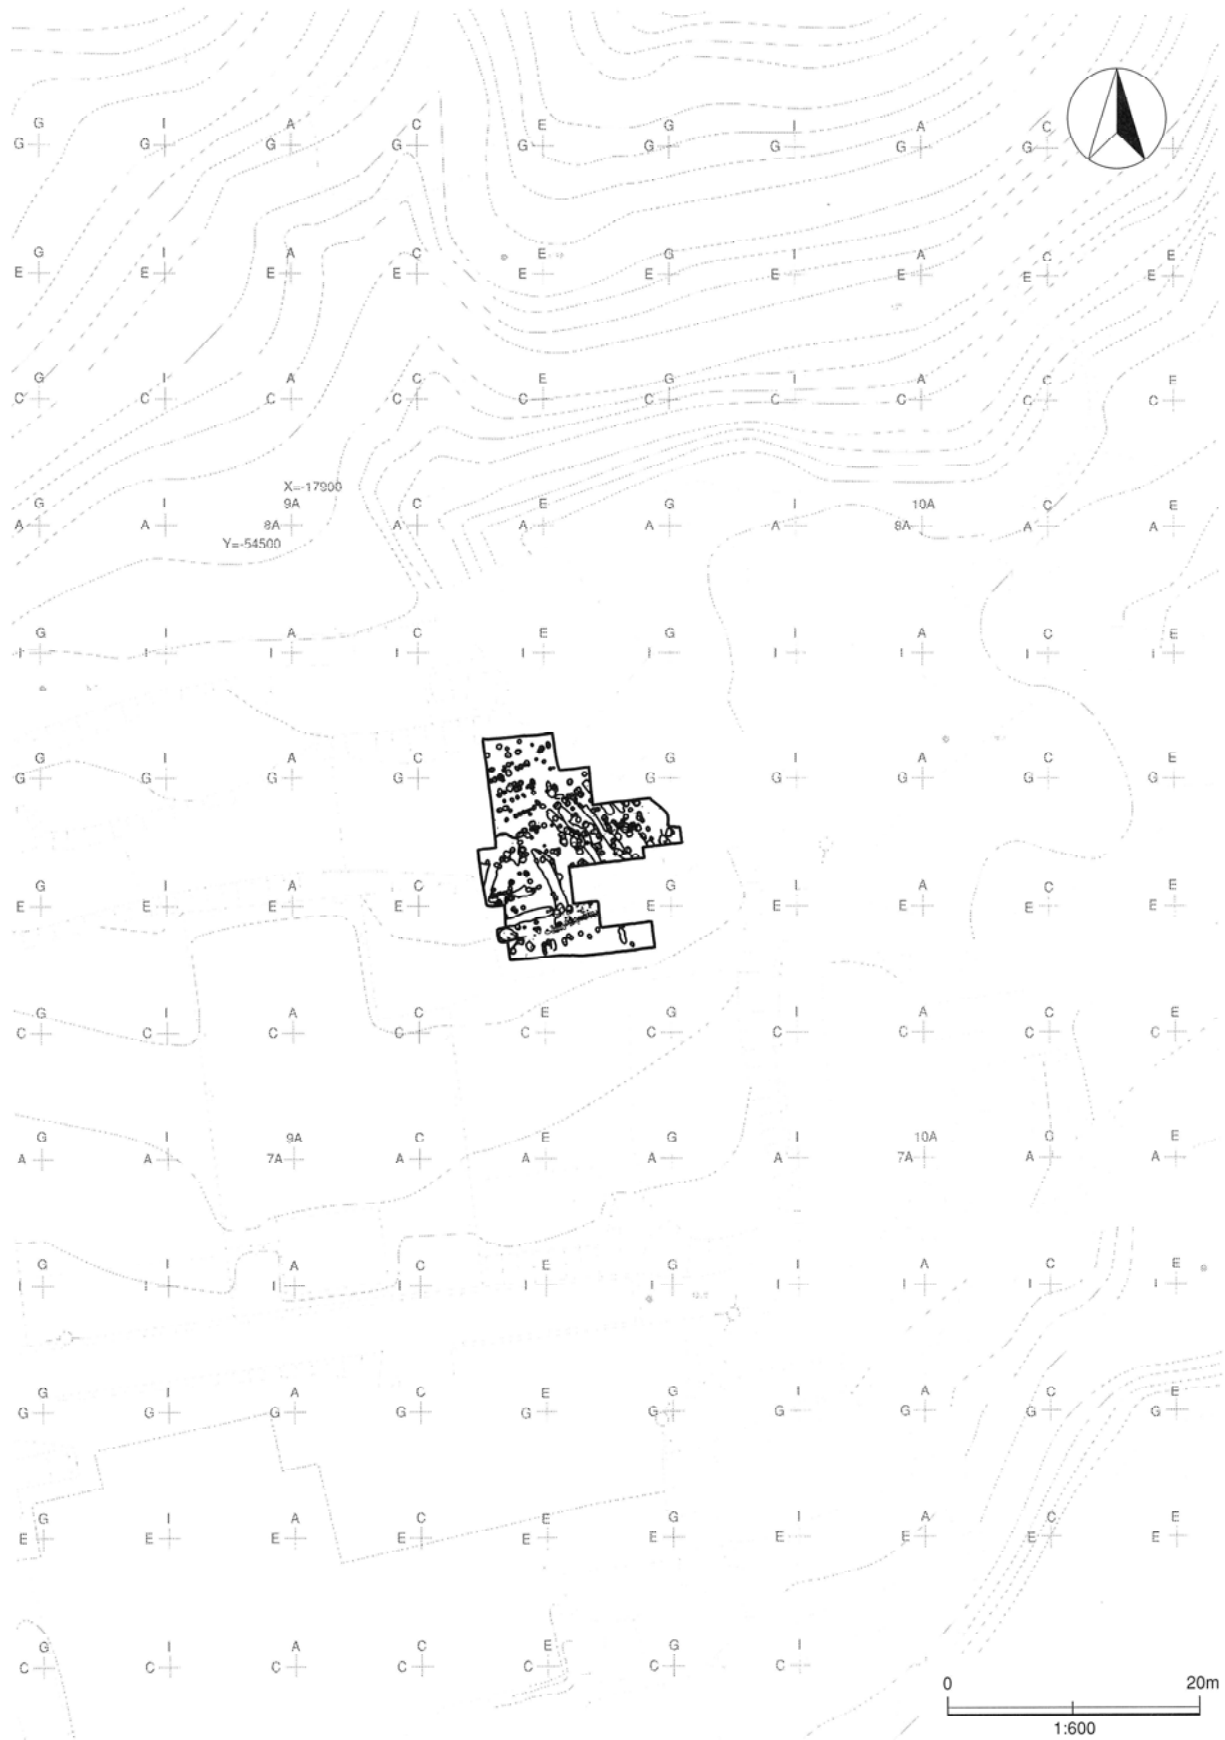 G I A C E G I A C
G G G G G G G G G
G I A C E G I A C E
E E E E E E E E E E
G I A C E G I A C E
C C C C C C C C C C
X=-17900
G I 9A C E G I 10A C E
A A 8A A A A A 8A A A
Y=-54500
G I A C E G I A C E
I I I I I I I I I I
G I A C G I A C E
G G G G G G G G G
G I A C G I A C E
E E E E E E E E E
G I A C E G I A C E
C C C C C C C C C C
G I 9A C E G I 10A C E
A A 7A A A A A 7A A A
G I A C E G I A C E
I I I I I I I I I I
G I A C E G I A C E
G G G G G G G G G G
G I A C E G I A C E
E E E E E E E E E E
G I A C E G I
C C C C C C C
0 20m
1:600